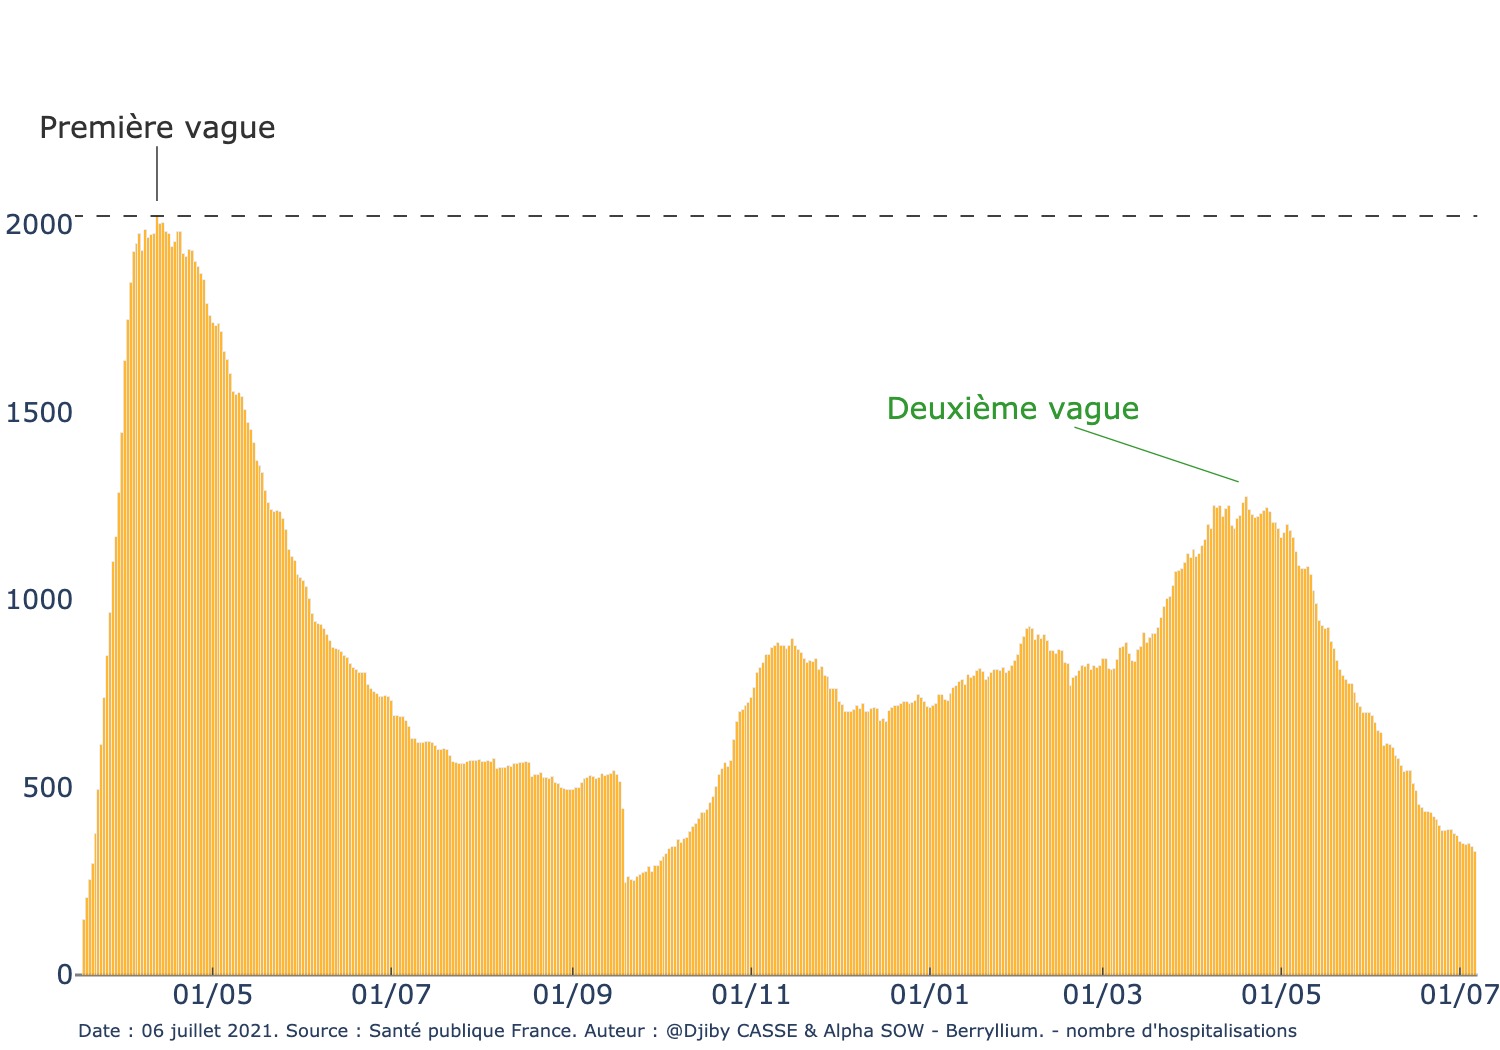 Première vague
2000
1500
Deuxième vague
1000
500
0
01/05 01/07 01/09 01/11 01/01 01/03 01/05 01/07
Date : 06 juillet 2021. Source : Santé publique France. Auteur : @Djiby CASSE & Alpha SOW - Berryllium. - nombre d'hospitalisations